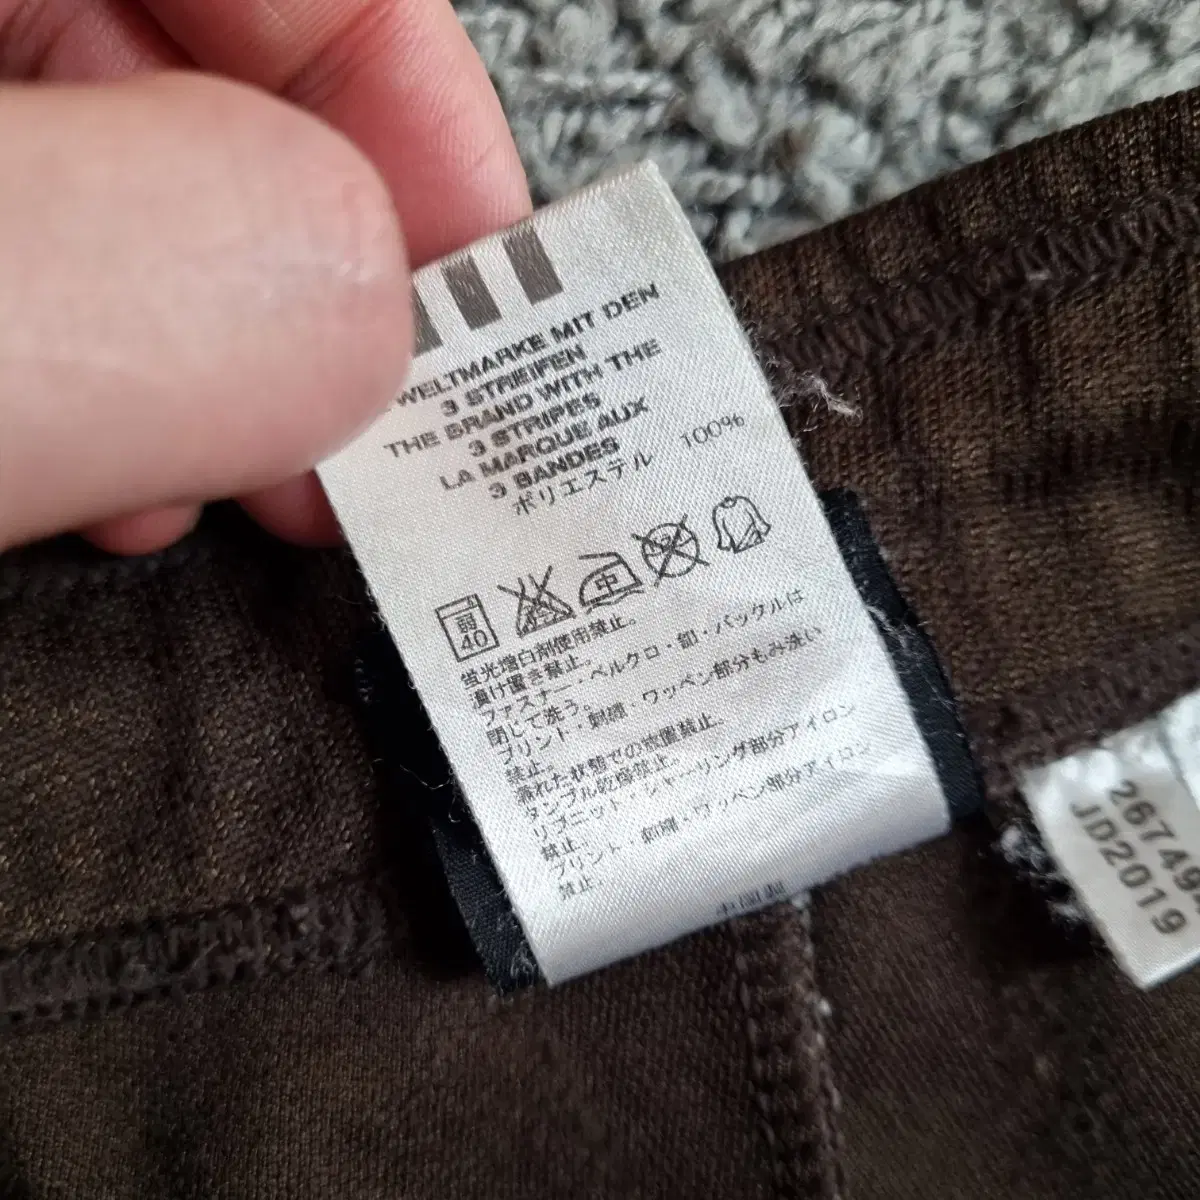 WELTMARKE MIT DEN
3 STREIFEN
THE BRAND WITH THE
3 STRIPES
LA MARQUE AUX
3 BANDES
ポリエステル 100%
弱
40
中
蛍光増白剤使用禁止。
漬け置き禁止。
ファスナー・ベルクロ・釦・バックルは
閉じて洗う。
プリント・刺繍・ワッペン部分もみ洗い
禁止。
濡れた状態での放置禁止。
タンブル乾燥禁止。
リブニット・シャーリング部分アイロン
禁止。
プリント・刺繍・ワッペン部分アイロン
禁止。
中国製
26749
JD2019